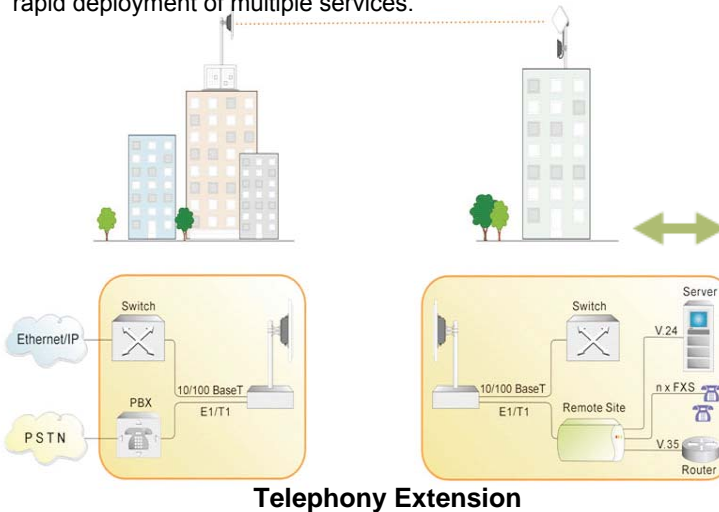 rapid deployment of multiple services.
Ethernet/IP
Switch
10/100 BaseT
PBX
E1/T1
PSTN
Switch
Server
V.24
10/100 BaseT
n x FXS
E1/T1
Remote Site
V.35
Router
Telephony Extension